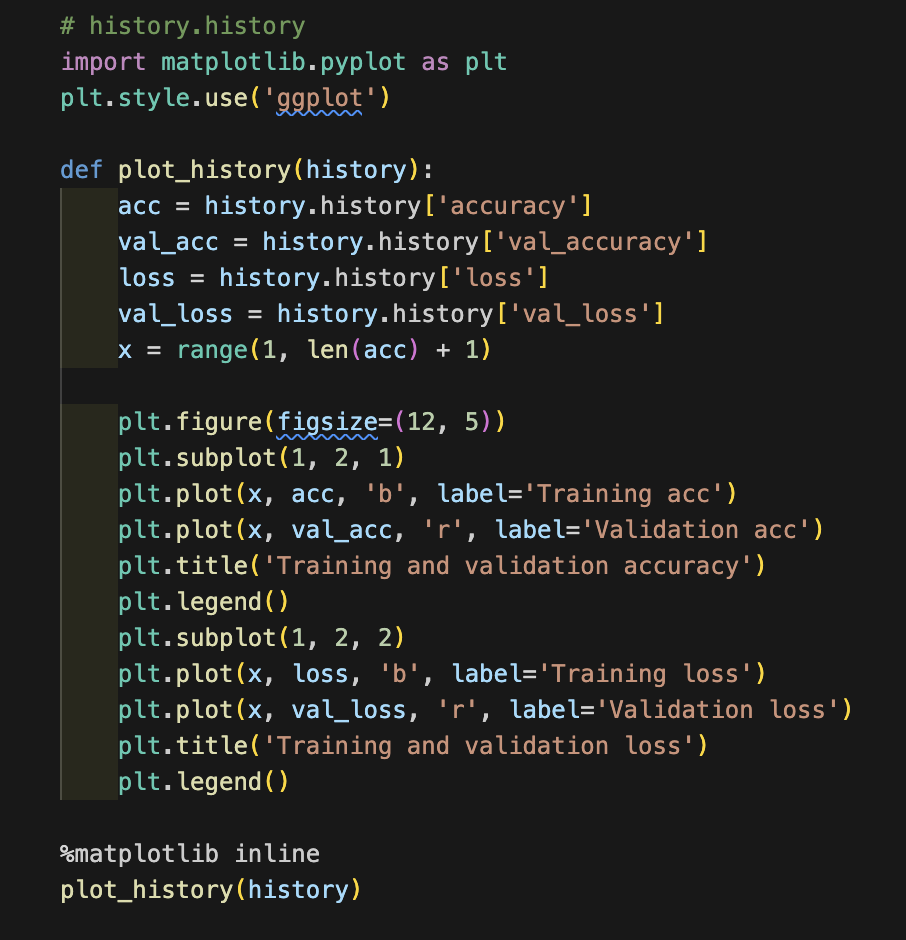 # history.history
import matplotlib.pyplot as plt
plt.style.use('ggplot')

def plot_history(history):
    acc = history.history['accuracy']
    val_acc = history.history['val_accuracy']
    loss = history.history['loss']
    val_loss = history.history['val_loss']
    x = range(1, len(acc) + 1)

    plt.figure(figsize=(12, 5))
    plt.subplot(1, 2, 1)
    plt.plot(x, acc, 'b', label='Training acc')
    plt.plot(x, val_acc, 'r', label='Validation acc')
    plt.title('Training and validation accuracy')
    plt.legend()
    plt.subplot(1, 2, 2)
    plt.plot(x, loss, 'b', label='Training loss')
    plt.plot(x, val_loss, 'r', label='Validation loss')
    plt.title('Training and validation loss')
    plt.legend()

%matplotlib inline
plot_history(history)